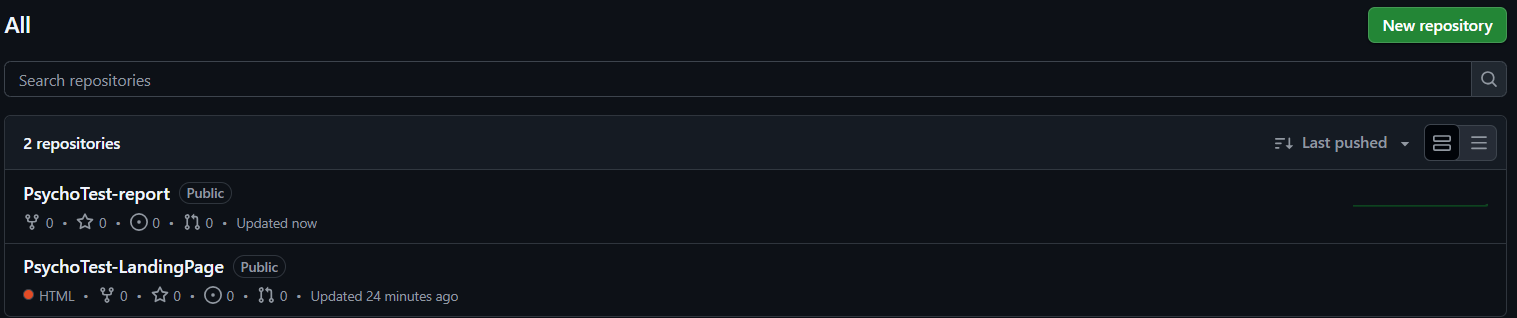 All
New repository
Search repositories
2 repositories
Last pushed
PsychoTest-report Public
0 • 0 • 0 • 0 • Updated now
PsychoTest-LandingPage Public
HTML • 0 • 0 • 0 • 0 • Updated 24 minutes ago